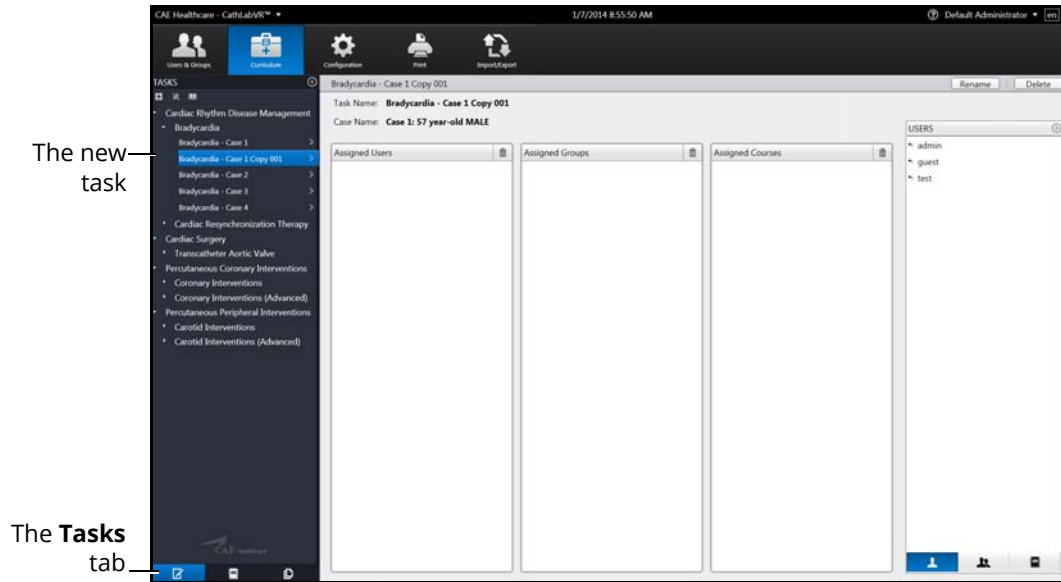 CAE Healthcare - CathLabVR™
1/7/2014 8:55:50 AM
Default Administrator
en
Users & Groups
Curriculum
Configuration
Print
Import/Export
TASKS
Bradycardia - Case 1 Copy 001
Rename
Delete
Cardiac Rhythm Disease Management
Bradycardia
Bradycardia - Case 1
Bradycardia - Case 1 Copy 001
Bradycardia - Case 2
Bradycardia - Case 3
Bradycardia - Case 4
Cardiac Resynchronization Therapy
Cardiac Surgery
Transcatheter Aortic Valve
Percutaneous Coronary Interventions
Coronary Interventions
Coronary Interventions (Advanced)
Percutaneous Peripheral Interventions
Carotid Interventions
Carotid Interventions (Advanced)
Task Name: Bradycardia - Case 1 Copy 001
Case Name: Case 1: 57 year-old MALE
Assigned Users
Assigned Groups
Assigned Courses
USERS
admin
guest
test
The new
task
CAE Healthcare
The Tasks
tab